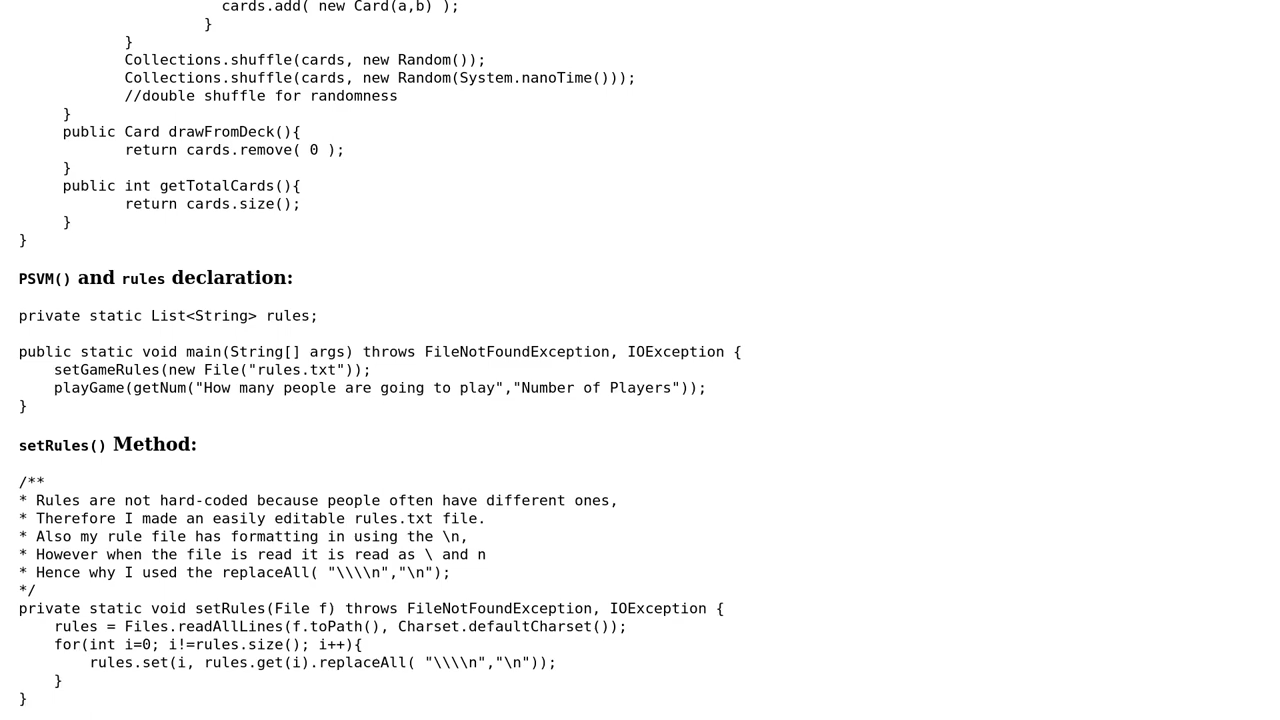 cards.add( new Card(a,b) );
}
}
Collections.shuffle(cards, new Random());
Collections.shuffle(cards, new Random(System.nanoTime()));
//double shuffle for randomness
}
public Card drawFromDeck(){
return cards.remove( 0 );
}
public int getTotalCards(){
return cards.size();
}
}
PSVM() and rules declaration:
private static List<String> rules;
public static void main(String[] args) throws FileNotFoundException, IOException {
setGameRules(new File("rules.txt"));
playGame(getNum("How many people are going to play","Number of Players"));
}
setRules() Method:
/**
* Rules are not hard-coded because people often have different ones,
* Therefore I made an easily editable rules.txt file.
* Also my rule file has formatting in using the \n,
* However when the file is read it is read as \ and n
* Hence why I used the replaceAll( "\\\\n","\n");
*/
private static void setRules(File f) throws FileNotFoundException, IOException {
rules = Files.readAllLines(f.toPath(), Charset.defaultCharset());
for(int i=0; i!=rules.size(); i++){
rules.set(i, rules.get(i).replaceAll( "\\\\n","\n"));
}
}